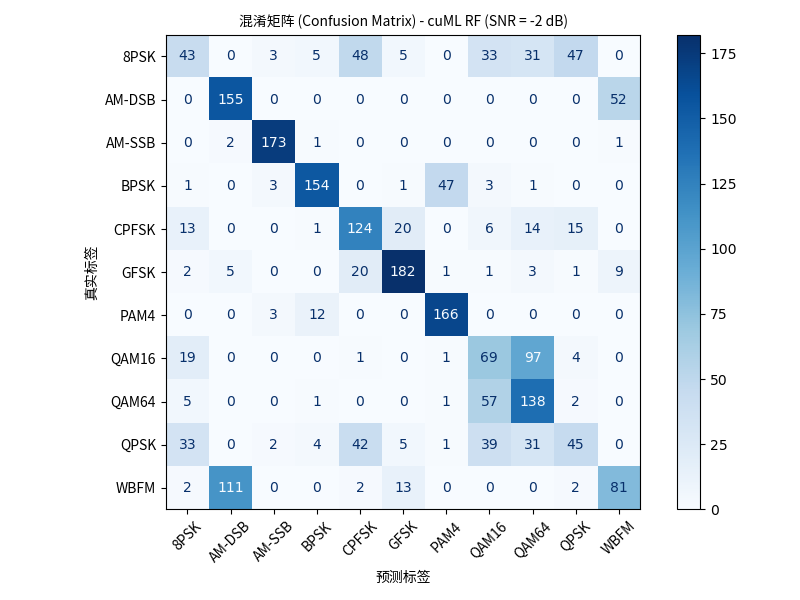 混淆矩阵 (Confusion Matrix) - cuML RF (SNR = -2 dB)
8PSK 43 0 3 5 48 5 0 33 31 47 0
AM-DSB 0 155 0 0 0 0 0 0 0 0 52
AM-SSB 0 2 173 1 0 0 0 0 0 0 1
BPSK 1 0 3 154 0 1 47 3 1 0 0
CPFSK 13 0 0 1 124 20 0 6 14 15 0
GFSK 2 5 0 0 20 182 1 1 3 1 9
PAM4 0 0 3 12 0 0 166 0 0 0 0
QAM16 19 0 0 0 1 0 1 69 97 4 0
QAM64 5 0 0 1 0 0 1 57 138 2 0
QPSK 33 0 2 4 42 5 1 39 31 45 0
WBFM 2 111 0 0 2 13 0 0 0 2 81
8PSK AM-DSB AM-SSB BPSK CPFSK GFSK PAM4 QAM16 QAM64 QPSK WBFM
预测标签
真实标签
175
150
125
100
75
50
25
0